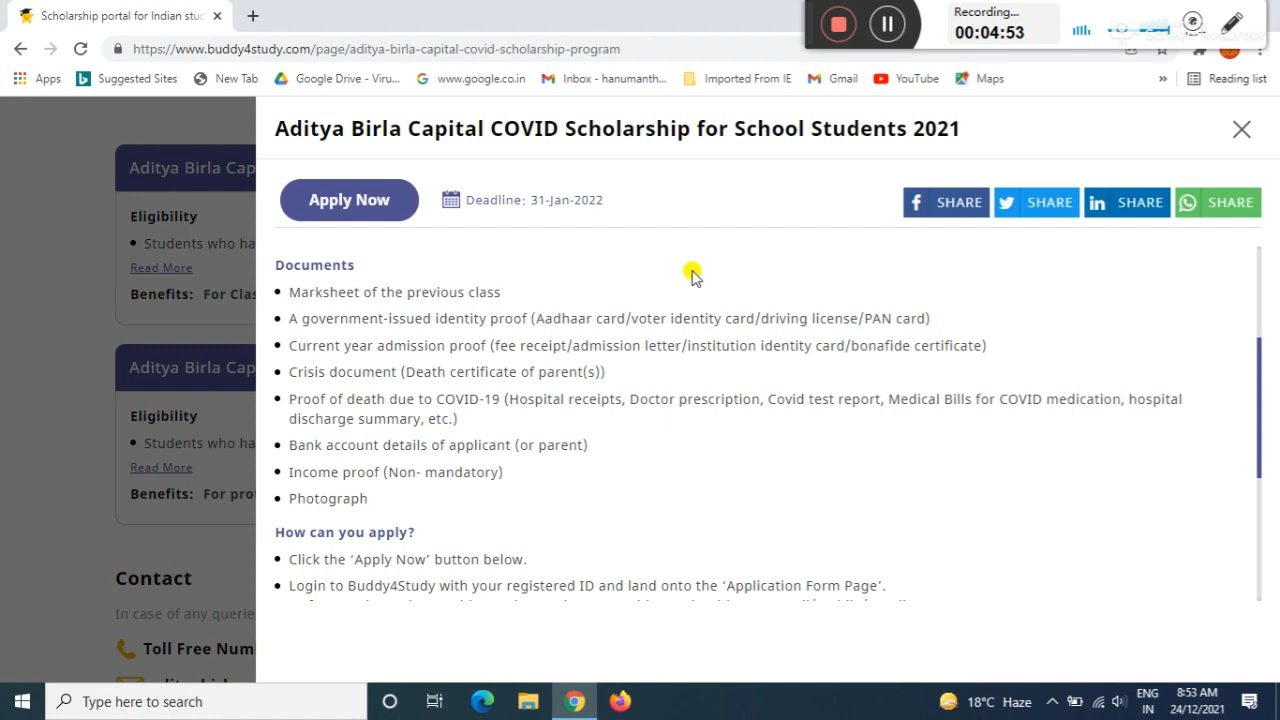 Scholarship portal for Indian stu
Recording...
00:04:53
https://www.buddy4study.com/page/aditya-birla-capital-covid-scholarship-program
Apps
Suggested Sites
New Tab
Google Drive - Viru...
www.google.co.in
Inbox - hanumanth...
Imported From IE
Gmail
YouTube
Maps
»
Reading list
Aditya Birla Capital COVID Scholarship for School Students 2021
Apply Now
Deadline: 31-Jan-2022
SHARE
SHARE
SHARE
SHARE
Aditya Birla Cap
Eligibility
• Students who ha
Read More
Benefits: For Clas
Aditya Birla Cap
Eligibility
• Students who ha
Read More
Benefits: For pro
Contact
In case of any querie
Toll Free Num
Documents
• Marksheet of the previous class
• A government-issued identity proof (Aadhaar card/voter identity card/driving license/PAN card)
• Current year admission proof (fee receipt/admission letter/institution identity card/bonafide certificate)
• Crisis document (Death certificate of parent(s))
• Proof of death due to COVID-19 (Hospital receipts, Doctor prescription, Covid test report, Medical Bills for COVID medication, hospital
discharge summary, etc.)
• Bank account details of applicant (or parent)
• Income proof (Non- mandatory)
• Photograph
How can you apply?
• Click the ‘Apply Now’ button below.
• Login to Buddy4Study with your registered ID and land onto the ‘Application Form Page’.
Type here to search
18°C Haze
ENG
IN
8:53 AM
24/12/2021